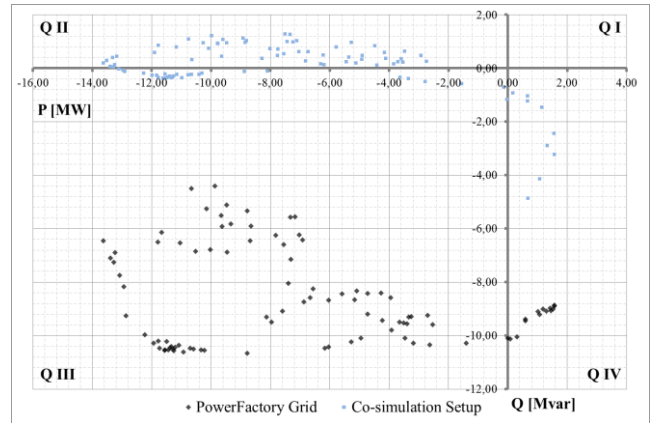 Q II 2,00 Q I
0,00
-16,00 -14,00 -12,00 -10,00 -8,00 -6,00 -4,00 -2,00 0,00 2,00 4,00
P [MW]
-2,00
-4,00
-6,00
-8,00
-10,00
Q III Q IV
-12,00
PowerFactory Grid Co-simulation Setup Q [Mvar]